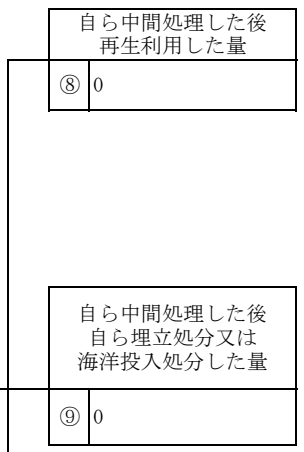 自ら中間処理した後
再生利用した量
⑧ 0
自ら中間処理した後
自ら埋立処分又は
海洋投入処分した量
⑨ 0